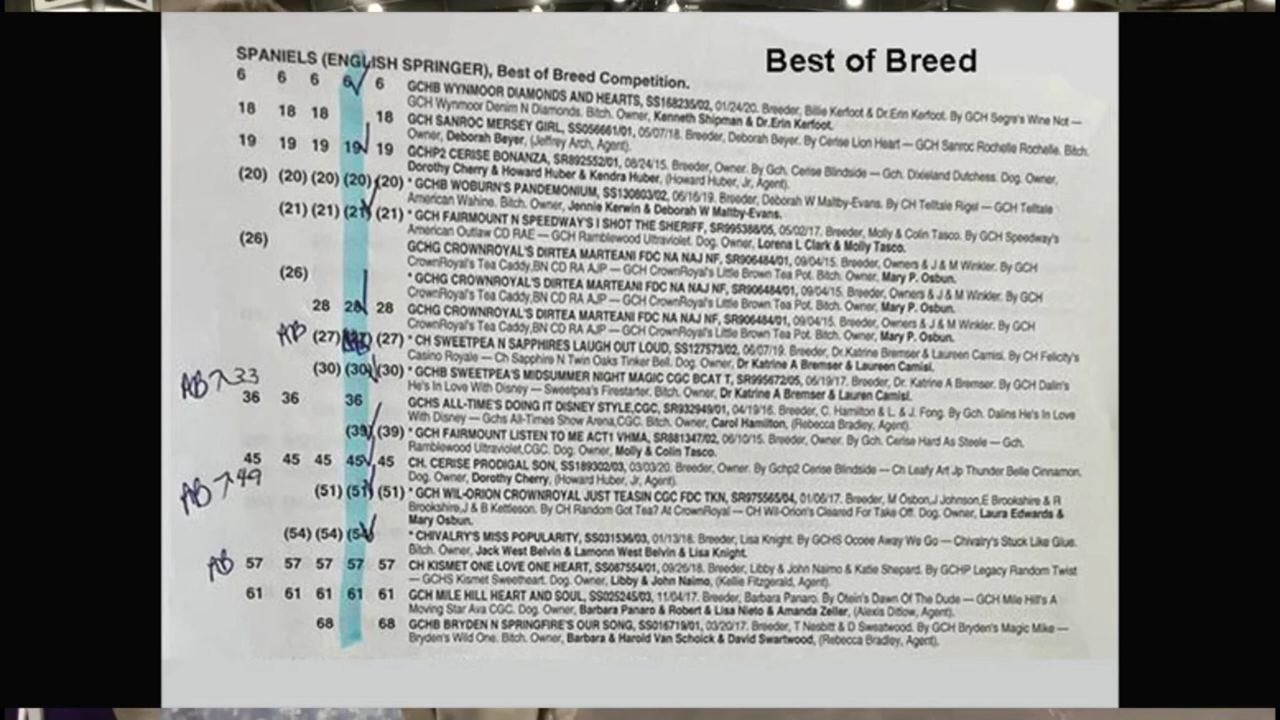 Best of Breed
SPANIELS (ENGLISH SPRINGER), Best of Breed Competition.
6 6 6 6 6 GCHB WYNMOOR DIAMONDS AND HEARTS, SS168235/02, 01/24/20. Breeder, Billie Kerfoot & Dr.Erin Kerfoot. By GCH Segre's Wine Not —
GCH Wynmoor Denim N Diamonds. Bitch. Owner, Kenneth Shipman & Dr.Erin Kerfoot.
18 18 18 18 GCH SANROC MERSEY GIRL, SS056661/01, 05/07/18. Breeder, Deborah Beyer. By Cerise Lion Heart — GCH Sanroc Rochelle Rochelle. Bitch.
Owner, Deborah Beyer, (Jeffrey Arch, Agent).
19 19 19 19 19 GCHP2 CERISE BONANZA, SR892552/01, 08/24/15. Breeder, Owner. By Gch. Cerise Blindside — Gch. Dixieland Dutchess. Dog. Owner,
Dorothy Cherry & Howard Huber & Kendra Huber, (Howard Huber, Jr, Agent).
(20) (20) (20) (20) (20) * GCHB WOBURN'S PANDEMONIUM, SS130803/02, 06/16/19. Breeder, Deborah W Maltby-Evans. By CH Telltale Rigel — GCH Telltale
American Wahine. Bitch. Owner, Jennie Kerwin & Deborah W Maltby-Evans.
(21) (21) (21) (21) * GCH FAIRMOUNT N SPEEDWAY'S I SHOT THE SHERIFF, SR995388/05, 05/02/17. Breeder, Molly & Colin Tasco. By GCH Speedway's
American Outlaw CD RAE — GCH Ramblewood Ultraviolet. Dog. Owner, Lorena L Clark & Molly Tasco.
(26) GCHG CROWNROYAL'S DIRTEA MARTEANI FDC NA NAJ NF, SR906484/01, 09/04/15. Breeder, Owners & J & M Winkler. By GCH
CrownRoyal's Tea Caddy,BN CD RA AJP — GCH CrownRoyal's Little Brown Tea Pot. Bitch. Owner, Mary P. Osbun.
(26) * GCHG CROWNROYAL'S DIRTEA MARTEANI FDC NA NAJ NF, SR906484/01, 09/04/15. Breeder, Owners & J & M Winkler. By GCH
CrownRoyal's Tea Caddy,BN CD RA AJP — GCH CrownRoyal's Little Brown Tea Pot. Bitch. Owner, Mary P. Osbun.
28 28 28 GCHG CROWNROYAL'S DIRTEA MARTEANI FDC NA NAJ NF, SR906484/01, 09/04/15. Breeder, Owners & J & M Winkler. By GCH
CrownRoyal's Tea Caddy,BN CD RA AJP — GCH CrownRoyal's Little Brown Tea Pot. Bitch. Owner, Mary P. Osbun.
AB (27) AB (27) * CH SWEETPEA N SAPPHIRES LAUGH OUT LOUD, SS127573/02, 06/07/19. Breeder, Dr.Katrine Bremser & Laureen Camisi. By CH Felicity's
Casino Royale — Ch Sapphire N Twin Oaks Tinker Bell. Dog. Owner, Dr Katrine A Bremser & Laureen Camisi.
(30) (30) (30) * GCHB SWEETPEA'S MIDSUMMER NIGHT MAGIC CGC BCAT T, SR995672/05, 06/19/17. Breeder, Dr. Katrine A Bremser. By GCH Dalin's
He's In Love With Disney — Sweetpea's Firestarter. Bitch. Owner, Dr Katrine A Bremser & Lauren Camisi.
AB 33
36 36 36 GCHS ALL-TIME'S DOING IT DISNEY STYLE,CGC, SR932949/01, 04/19/16. Breeder, C. Hamilton & L. & J. Fong. By Gch. Dalins He's In Love
With Disney — Gchs All-Times Show Arena,CGC. Bitch. Owner, Carol Hamilton, (Rebecca Bradley, Agent).
(39) (39) * GCH FAIRMOUNT LISTEN TO ME ACT1 VHMA, SR881347/02, 06/10/15. Breeder, Owner. By Gch. Cerise Hard As Steele — Gch.
Ramblewood Ultraviolet,CGC. Dog. Owner, Molly & Colin Tasco.
45 45 45 45 45 CH. CERISE PRODIGAL SON, SS189302/03, 03/03/20. Breeder, Owner. By Gchp2 Cerise Blindside — Ch Leafy Art Jp Thunder Belle Cinnamon.
Dog. Owner, Dorothy Cherry, (Howard Huber, Jr, Agent).
AB 49
(51) (51) (51) * GCH WIL-ORION CROWNROYAL JUST TEASIN CGC FDC TKN, SR975565/04, 01/06/17. Breeder, M Osbon,J Johnson,E Brookshire & R
Brookshire,J & B Kettleson. By CH Random Got Tea? At CrownRoyal — CH Wil-Orion's Cleared For Take Off. Dog. Owner, Laura Edwards &
Mary Osbun.
(54) (54) (54) * CHIVALRY'S MISS POPULARITY, SS031536/03, 01/13/18. Breeder, Lisa Knight. By GCHS Ocoee Away We Go — Chivalry's Stuck Like Glue.
Bitch. Owner, Jack West Belvin & Lamonn West Belvin & Lisa Knight.
AB 57 57 57 57 57 CH KISMET ONE LOVE ONE HEART, SS087554/01, 09/26/18. Breeder, Libby & John Naimo & Katie Shepard. By GCHP Legacy Random Twist
— GCHS Kismet Sweetheart. Dog. Owner, Libby & John Naimo, (Kellie Fitzgerald, Agent).
61 61 61 61 61 GCH MILE HILL HEART AND SOUL, SS025245/03, 11/04/17. Breeder, Barbara Panaro. By Otein's Dawn Of The Dude — GCH Mile Hill's A
Moving Star Ava CGC. Dog. Owner, Barbara Panaro & Robert & Lisa Nieto & Amanda Zeller, (Alexis Ditlow, Agent).
68 68 GCHB BRYDEN N SPRINGFIRE'S OUR SONG, SS016719/01, 03/20/17. Breeder, T Nesbitt & D Sweatwood. By GCH Bryden's Magic Mike —
Bryden's Wild One. Bitch. Owner, Barbara & Harold Van Schoick & David Swartwood, (Rebecca Bradley, Agent).